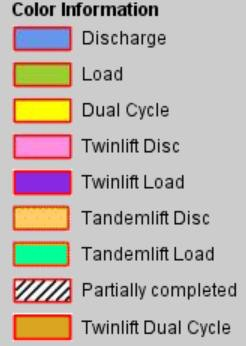 Color Information
Discharge
Load
Dual Cycle
Twinlift Disc
Twinlift Load
Tandemlift Disc
Tandemlift Load
Partially completed
Twinlift Dual Cycle